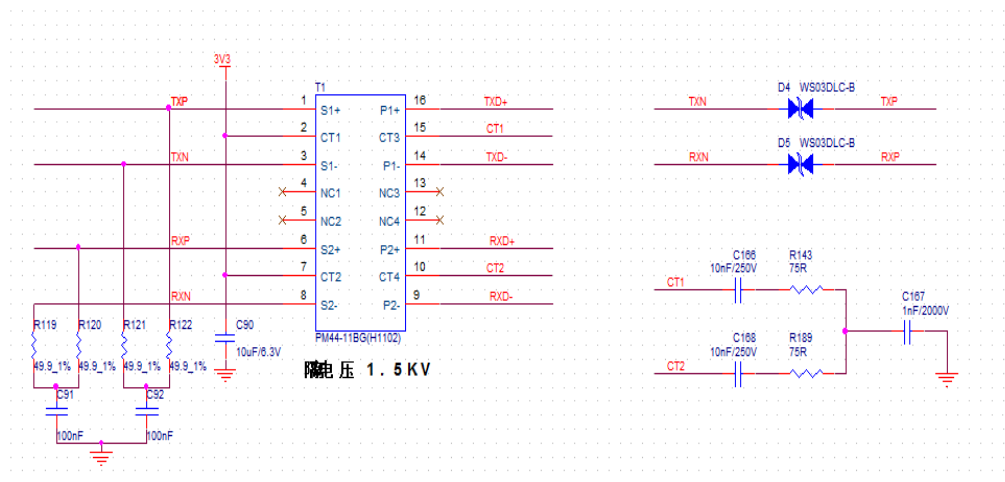 3V3
T1
TXP 1 S1+ P1+ 16 TXD+
2 CT1 CT3 15 CT1
TXN 3 S1- P1- 14 TXD-
4 NC1 NC3 13
5 NC2 NC4 12
RXP 6 S2+ P2+ 11 RXD+
7 CT2 CT4 10 CT2
RXN 8 S2- P2- 9 RXD-
PM44-11BG(H1102)
R119 R120 R121 R122
49.9_1% 49.9_1% 49.9_1% 49.9_1%
C90
10uF/6.3V
C91 C92
100nF 100nF
电压 1.5KV
D4 WS03DLC-B
TXN TXP
D5 WS03DLC-B
RXN RXP
C166 R143
10nF/250V 75R
CT1
C167
1nF/2000V
C168 R189
10nF/250V 75R
CT2